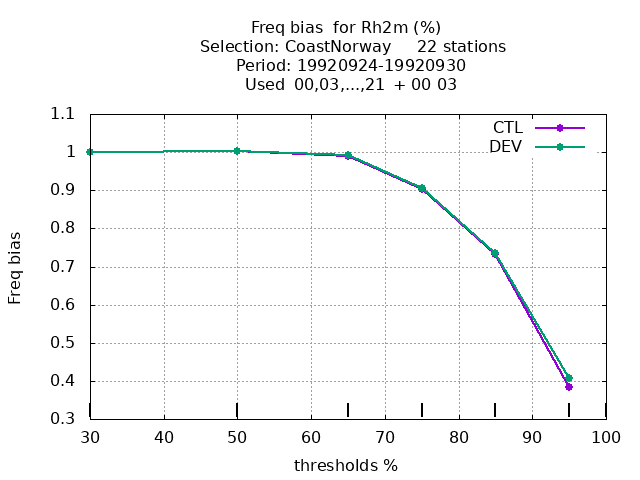 Freq bias  for Rh2m (%)
Selection: CoastNorway     22 stations
Period: 19920924-19920930
Used  00,03,...,21  + 00 03
CTL
DEV
1.1
1
0.9
0.8
0.7
0.6
0.5
0.4
0.3
Freq bias
30 40 50 60 70 80 90 100
thresholds %